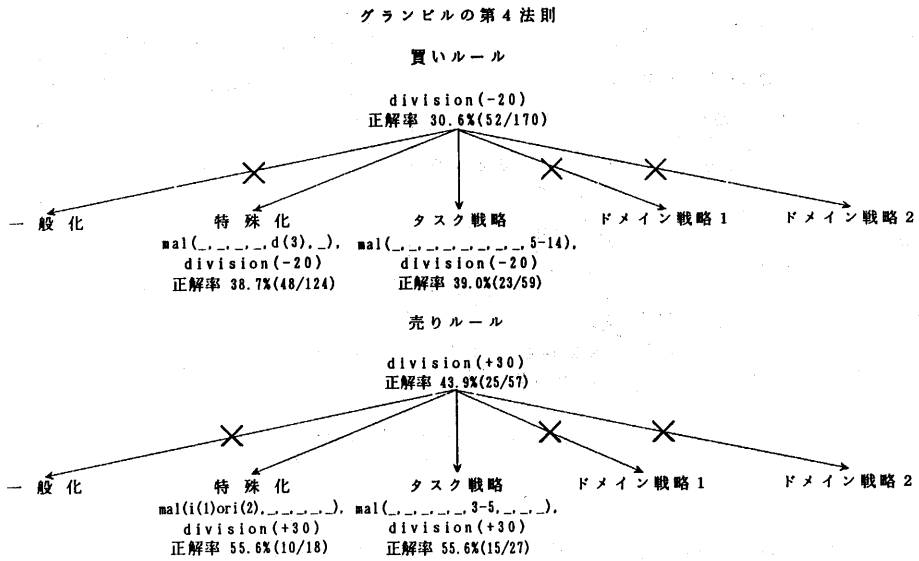 グランビルの第4法則
買いルール
division(-20)
正解率 30.6%(52/170)
一般化 特殊化 タスク戦略 ドメイン戦略1 ドメイン戦略2
mal(_,_,_,_,d(3),_), mal(_,_,_,_,_,_,_,_,5-14),
division(-20) division(-20)
正解率 38.7%(48/124) 正解率 39.0%(23/59)
売りルール
division(+30)
正解率 43.9%(25/57)
一般化 特殊化 タスク戦略 ドメイン戦略1 ドメイン戦略2
mal(i(1)ori(2),_,_,_,_,_), mal(_,_,_,_,_,3-5,_,_,_),
division(+30) division(+30)
正解率 55.6%(10/18) 正解率 55.6%(15/27)